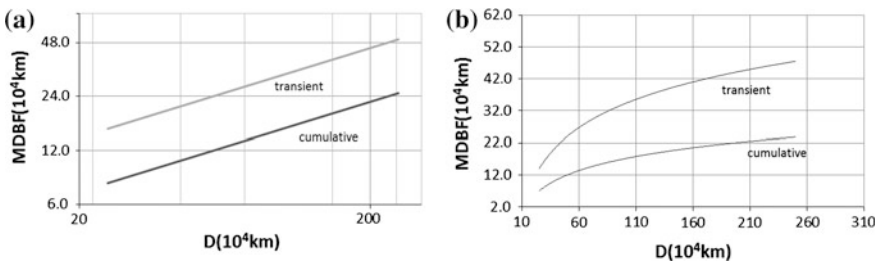 (a)
MDBF(10⁴km)
48.0
24.0
12.0
6.0
transient
cumulative
20
200
D(10⁴km)
(b)
MDBF(10⁴km)
62.0
52.0
42.0
32.0
22.0
12.0
2.0
transient
cumulative
10
60
110
160
210
260
310
D(10⁴km)